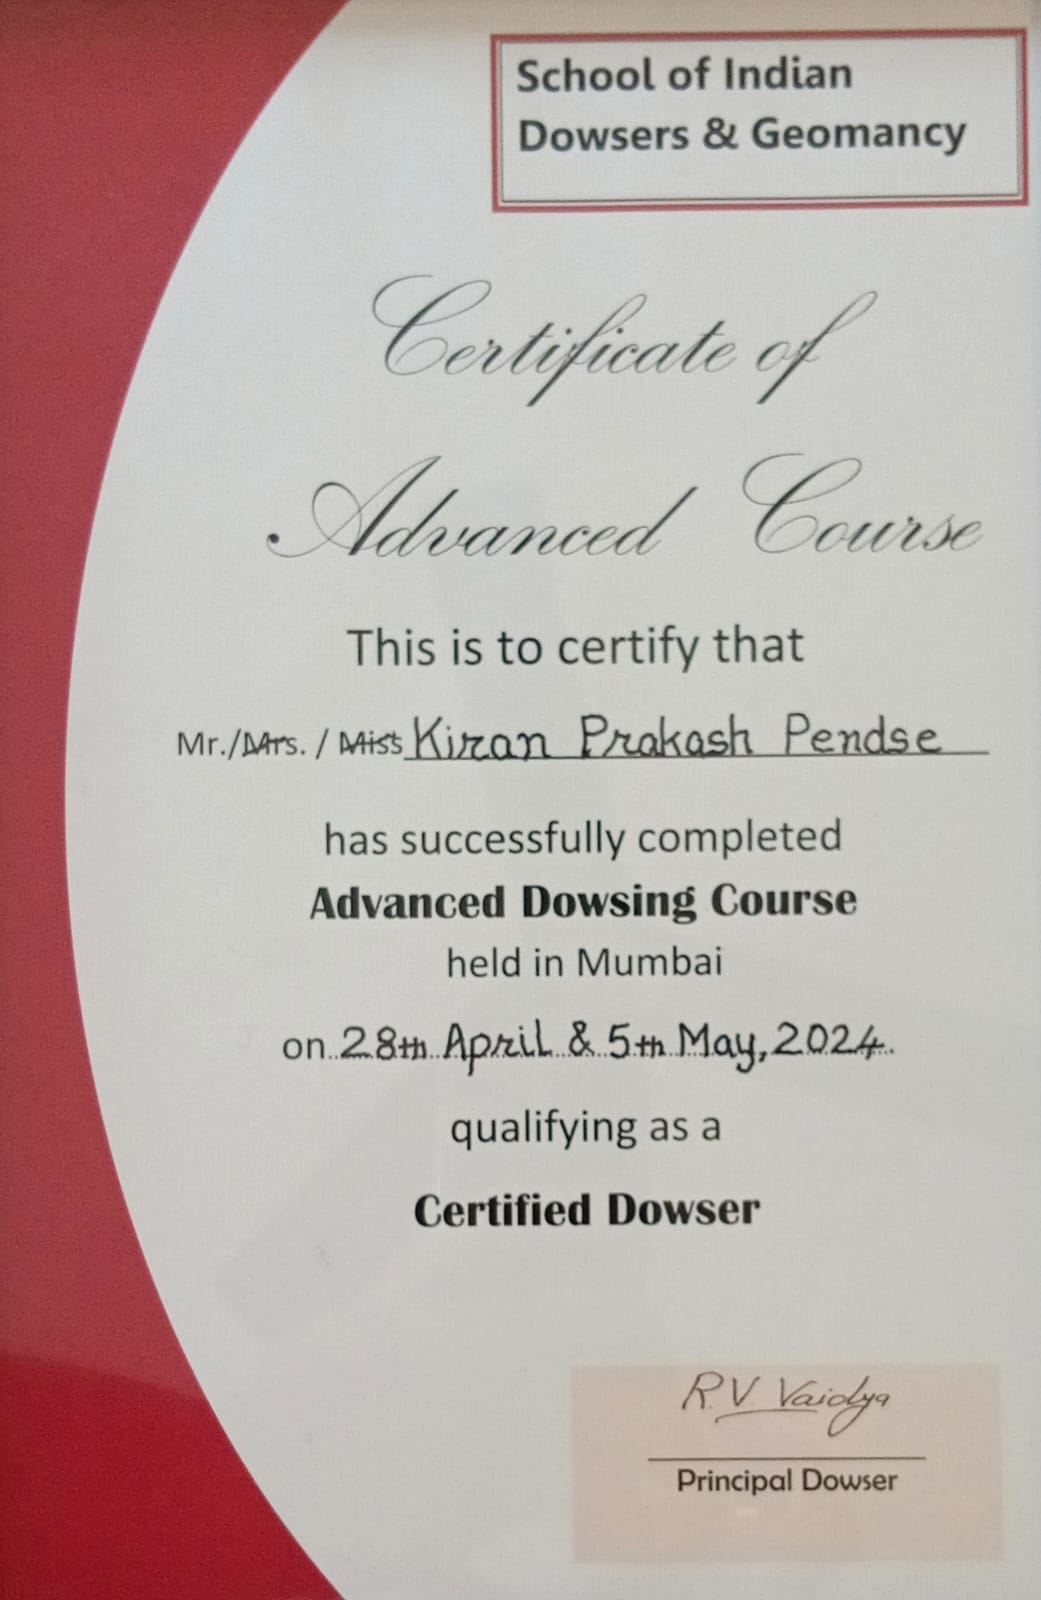 School of Indian
Dowsers & Geomancy
Certificate of
Advanced Course
This is to certify that
Mr./Mrs. / Miss Kiran Prakash Pendse
has successfully completed
Advanced Dowsing Course
held in Mumbai
on 28th April & 5th May, 2024
qualifying as a
Certified Dowser
R.V Vaidya
Principal Dowser